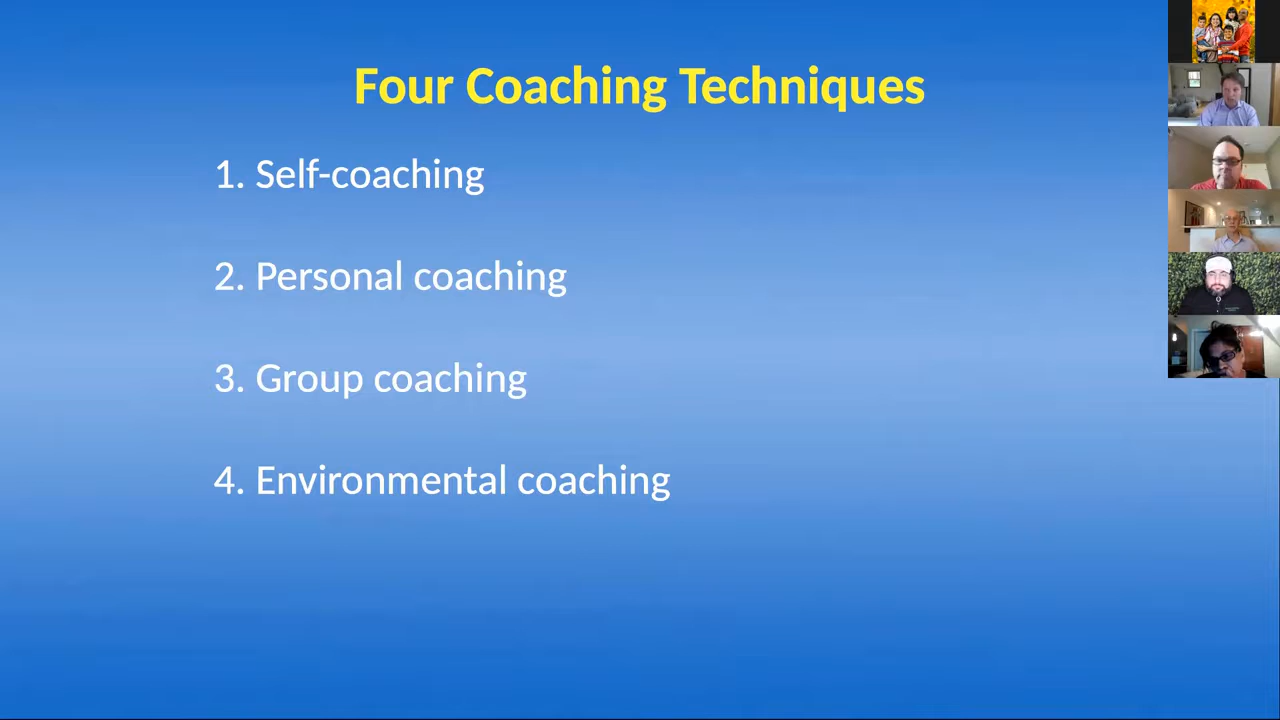 Four Coaching Techniques
1. Self-coaching
2. Personal coaching
3. Group coaching
4. Environmental coaching